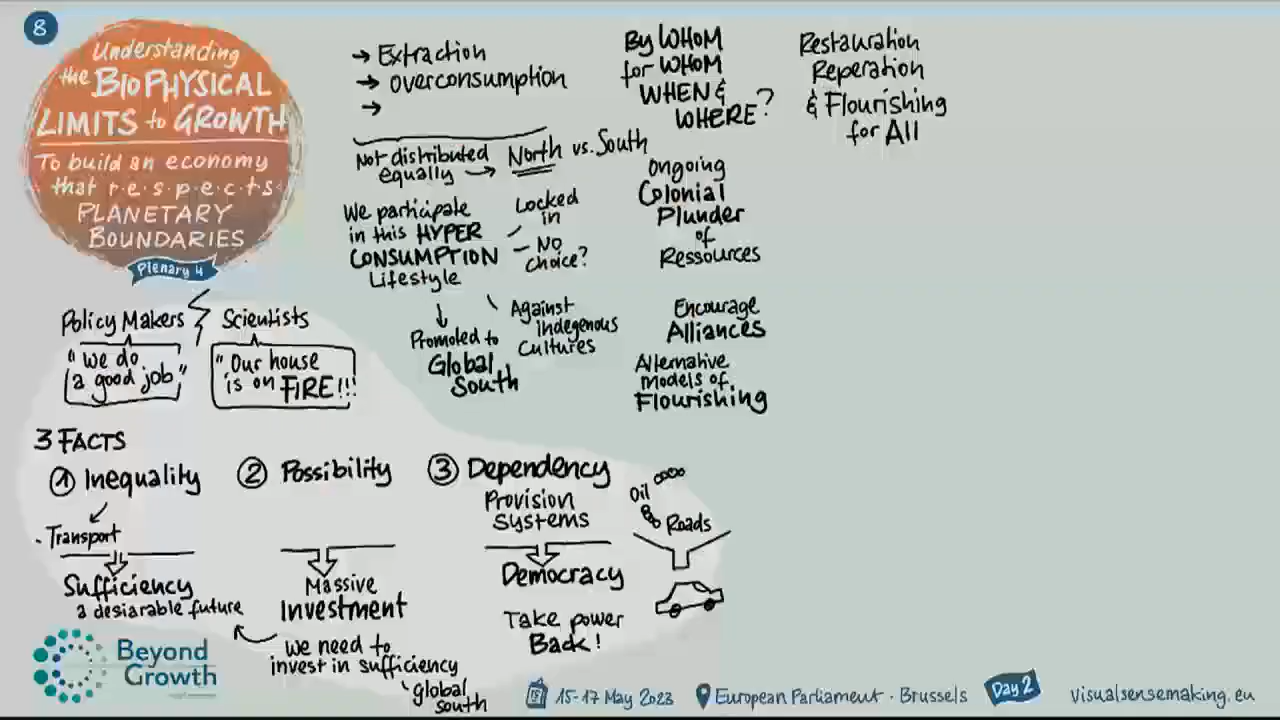 8
Understanding
the BIOPHYSICAL
LIMITS to GROWTH
To build an economy
that r·e·s·p·e·c·t·s
PLANETARY
BOUNDARIES
Plenary 4
Policy Makers
"we do
a good job"
Scientists
"Our house
is on FIRE!!!
→ Extraction
→ overconsumption
→
Not distributed
equally → North vs. South
We participate
in this HYPER
CONSUMPTION
Lifestyle
Locked
in
No
choice?
Promoled to
Global
South
Against
indegenous
Cultures
By WHOM
for WHOM
WHEN &
WHERE?
Ongoing
Colonial
Plunder
of
Ressources
Encourage
Alliances
Alternative
models of
Flourishing
Restauration
Reperation
& Flourishing
for All
3 FACTS
1 Inequality
- Transport
Sufficiency
a desiarable future
2 Possibility
Massive
Investment
we need to
invest in sufficiency
global
south
3 Dependency
Provision
Systems
Democracy
Take power
Back!
Oil
Roads
Beyond
Growth
15-17 May 2023
European Parliament · Brussels
Day 2
visualsensemaking.eu